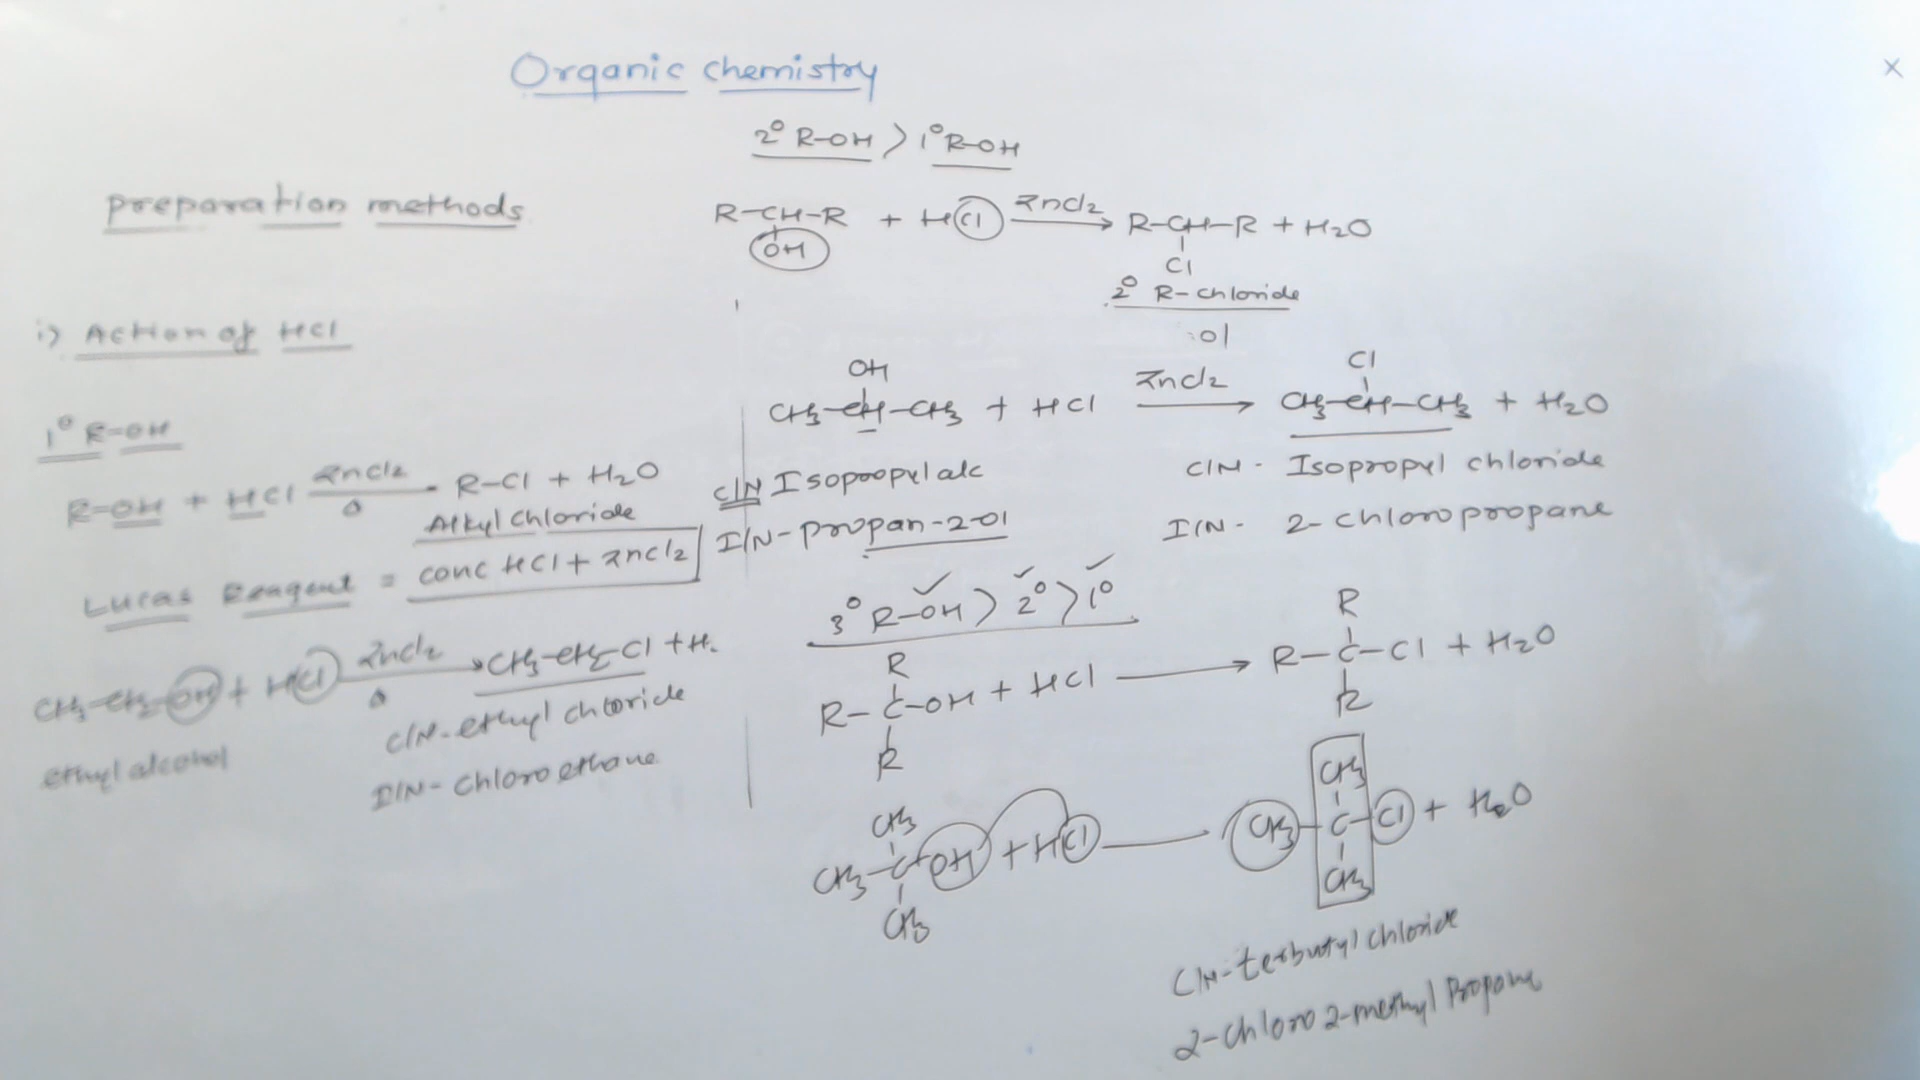 Organic chemistry
preparation methods
i) Action of HCl
1° R-OH
R-OH + HCl ZnCl2 Δ R-Cl + H2O
Alkyl chloride
Lucas Reagent = conc HCl + ZnCl2
CH3-CH2-OH + HCl ZnCl2 Δ → CH3-CH2-Cl + H.
ethyl alcohol
C/N-ethyl chloride
I/N-chloroethane
2° R-OH > 1° R-OH
R-CH-R + HCl ZnCl2 → R-CH-R + H2O
OH
Cl
2° R-chloride
:ol
OH
Cl
CH3-CH-CH3 + HCl ZnCl2 → CH3-CH-CH3 + H2O
C/N Isopropyl alc
I/N-propan-2-ol
C/N- Isopropyl chloride
I/N- 2-chloropropane
3° R-OH > 2° > 1°
R
R
R-C-OH + HCl → R-C-Cl + H2O
R
R
CH3
CH3
CH3-C-OH + HCl — CH3-C-Cl + H2O
CH3
CH3
C/N-terbutyl chloride
2-chloro 2-methyl Propane